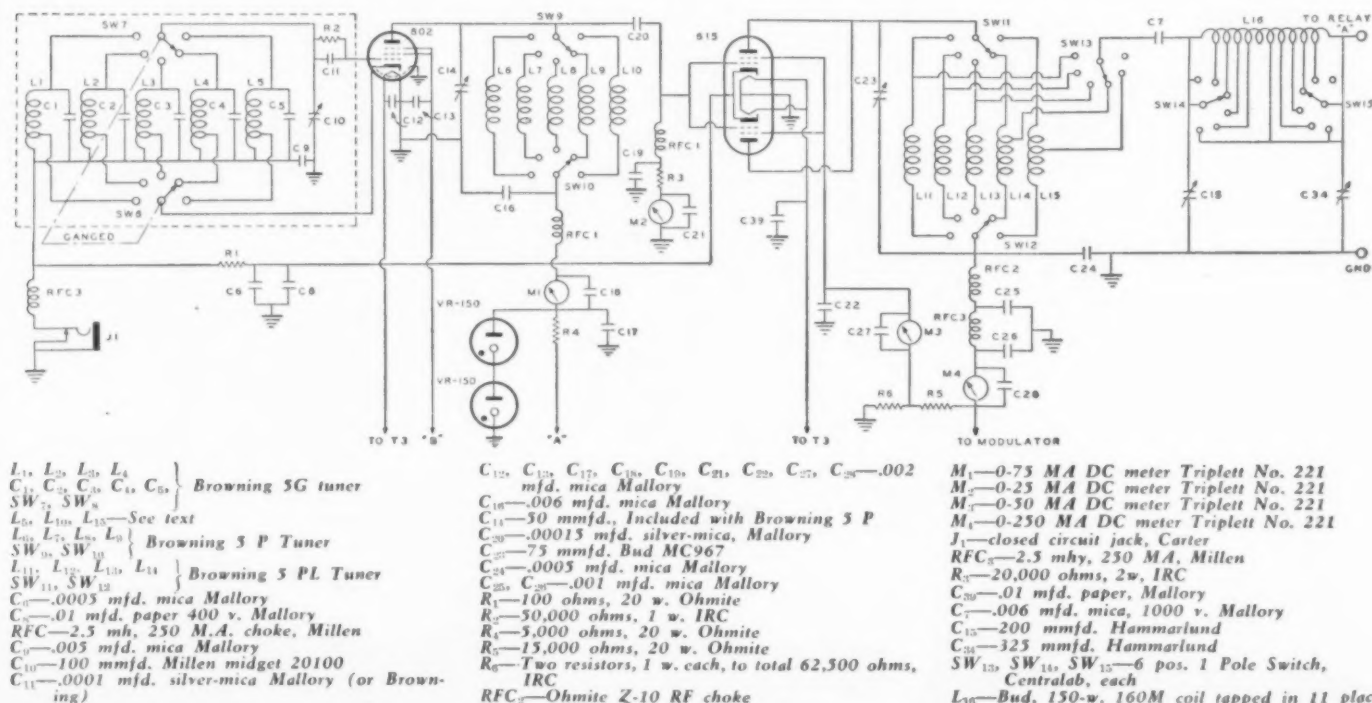 SW7
R2
802
SW9
C20
815
SW11
C7
L16
TO RELAY "A"
C11
C14
C23
SW13
L1 L2 L3 L4 L5
C1 C2 C3 C4 C5
C10
L6 L7 L8 L9 L10
SW14
SW15
C12 C13
C9
RFC1
C19
R3
SW10
L11 L12 L13 L14 L15
C15
C34
SW8
C16
M2
C21
C39
SW12
GANGED
RFC1
C24
GND
R1
RFC2
C25
RFC3
C6
C8
M1
C18
C22
RFC3
VR-150
R4
C17
C27
M3
C26
J1
M4
VR-150
R6
R5
C28
TO T3
"B"
"A"
TO T3
TO MODULATOR
L1, L2, L3, L4
C1, C2, C3, C4, C5, } Browning 5G tuner
SW7, SW8
L5, L10, L15—See text
L6, L7, L8, L9 } Browning 5 P Tuner
SW9, SW10
L11, L12, L13, L14 } Browning 5 PL Tuner
SW11, SW12
C6—.0005 mfd. mica Mallory
C8—.01 mfd. paper 400 v. Mallory
RFC—2.5 mh, 250 M.A. choke, Millen
C9—.005 mfd. mica Mallory
C10—100 mmfd. Millen midget 20100
C11—.0001 mfd. silver-mica Mallory (or Brown-
ing)
C12, C13, C17, C18, C19, C21, C22, C27, C28—.002
mfd. mica Mallory
C16—.006 mfd. mica Mallory
C14—50 mmfd., Included with Browning 5 P
C20—.00015 mfd. silver-mica, Mallory
C23—75 mmfd. Bud MC967
C24—.0005 mfd. mica Mallory
C25, C26—.001 mfd. mica Mallory
R1—100 ohms, 20 w. Ohmite
R2—50,000 ohms, 1 w. IRC
R4—5,000 ohms, 20 w. Ohmite
R5—15,000 ohms, 20 w. Ohmite
R6—Two resistors, 1 w. each, to total 62,500 ohms,
IRC
RFC2—Ohmite Z-10 RF choke
M1—0-75 MA DC meter Triplett No. 221
M2—0-25 MA DC meter Triplett No. 221
M3—0-50 MA DC meter Triplett No. 221
M4—0-250 MA DC meter Triplett No. 221
J1—closed circuit jack, Carter
RFC3—2.5 mhy, 250 MA, Millen
R3—20,000 ohms, 2w, IRC
C39—.01 mfd. paper, Mallory
C7—.006 mfd. mica, 1000 v. Mallory
C15—200 mmfd. Hammarlund
C34—325 mmfd. Hammarlund
SW13, SW14, SW15—6 pos. 1 Pole Switch,
Centralab, each
L16—Bud, 150-w, 160M coil tapped in 11 plac